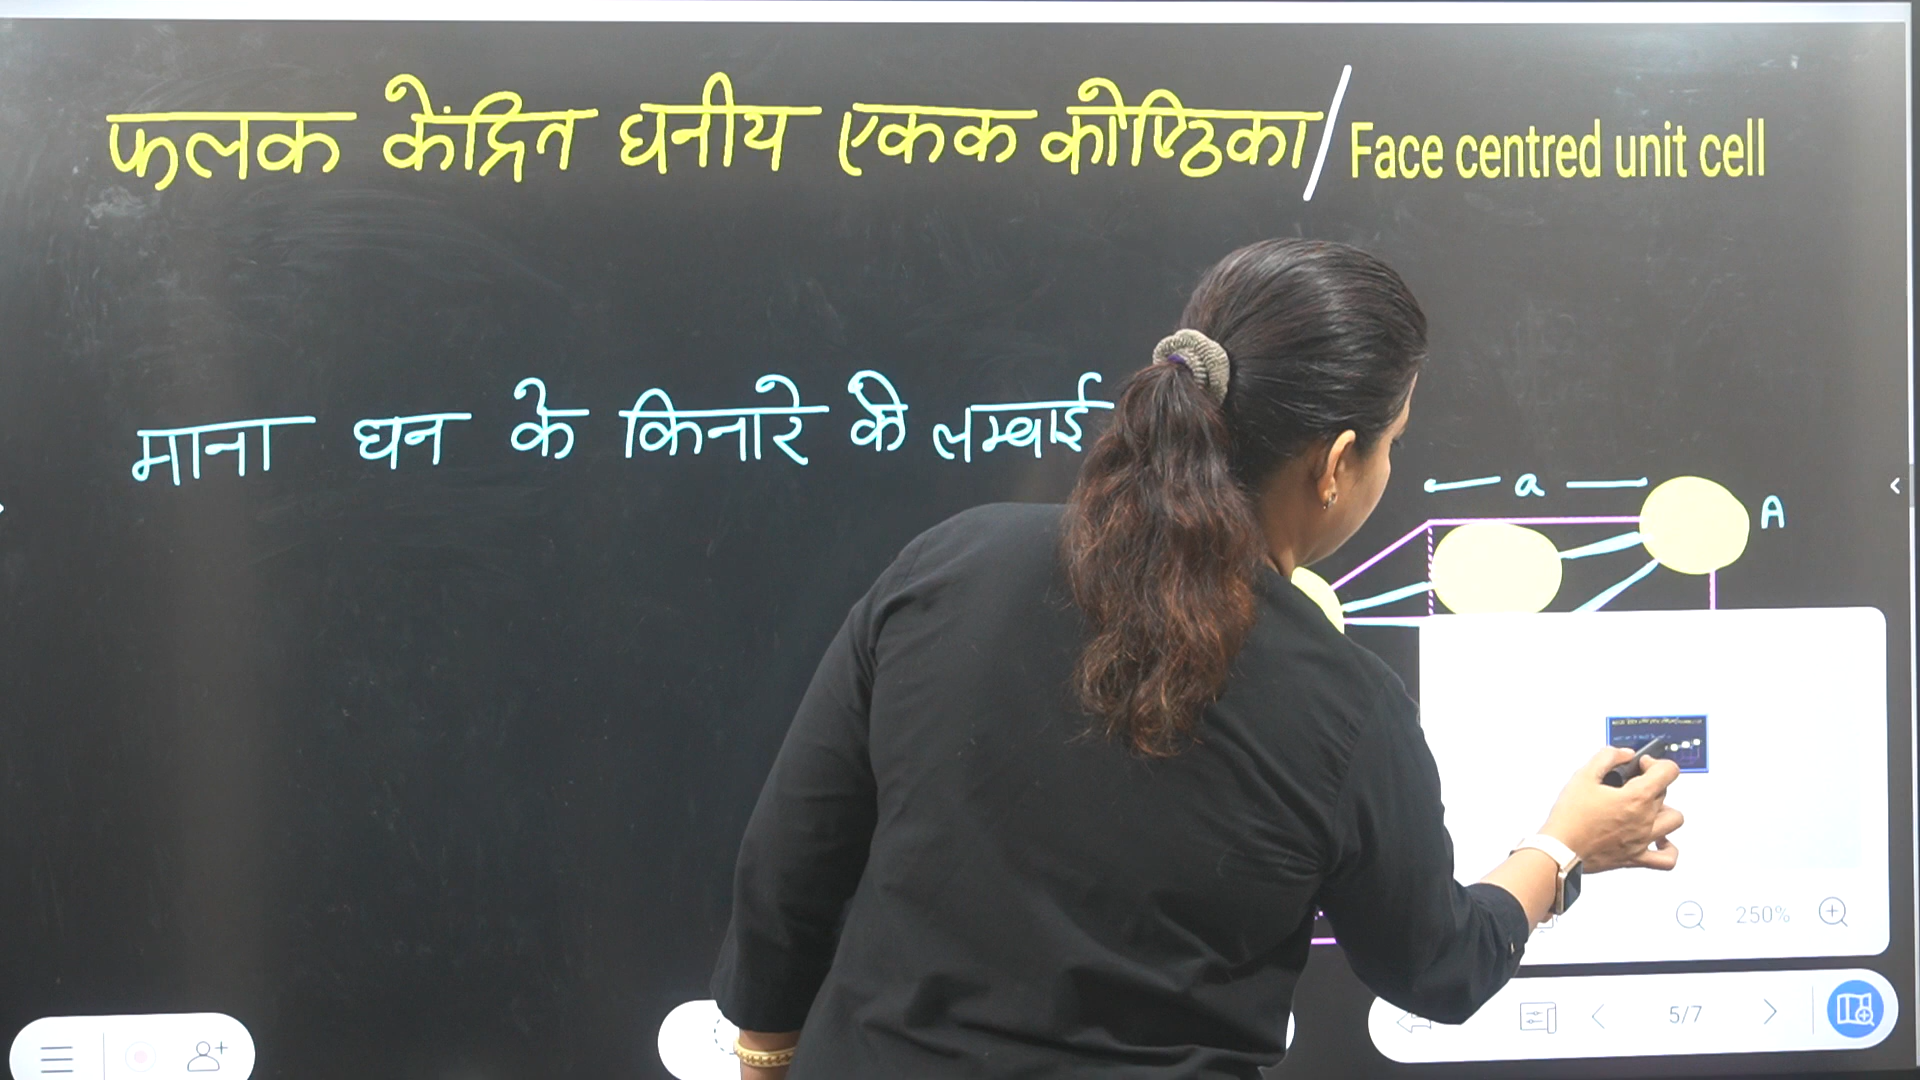 फलक केंद्रित घनीय एकक कोष्ठिका/Face centred unit cell
माना घन के किनारे की लम्बाई
a
A
250%
5/7